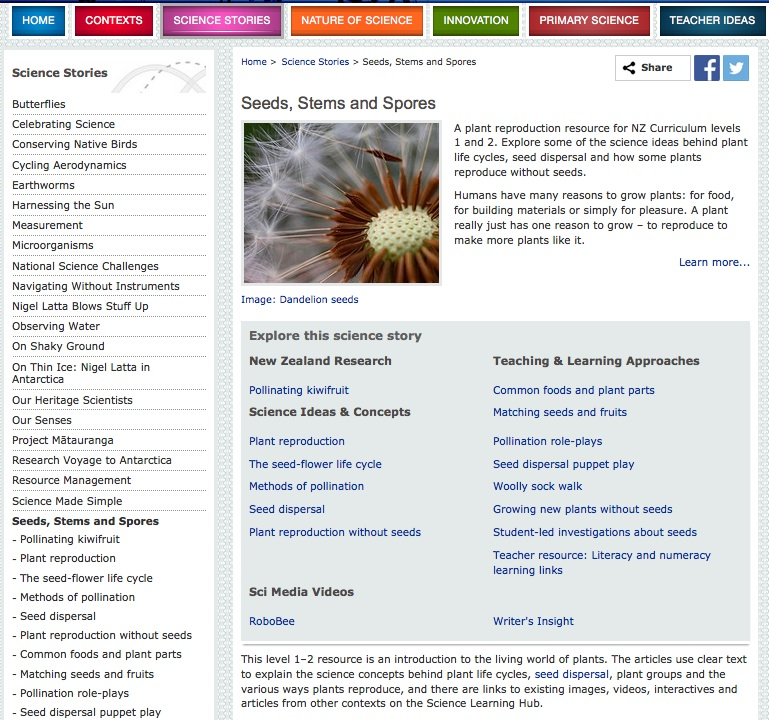 HOME
CONTEXTS
SCIENCE STORIES
NATURE OF SCIENCE
INNOVATION
PRIMARY SCIENCE
TEACHER IDEAS
Science Stories
Butterflies
Celebrating Science
Conserving Native Birds
Cycling Aerodynamics
Earthworms
Harnessing the Sun
Measurement
Microorganisms
National Science Challenges
Navigating Without Instruments
Nigel Latta Blows Stuff Up
Observing Water
On Shaky Ground
On Thin Ice: Nigel Latta in
Antarctica
Our Heritage Scientists
Our Senses
Project Mātauranga
Research Voyage to Antarctica
Resource Management
Science Made Simple
Seeds, Stems and Spores
- Pollinating kiwifruit
- Plant reproduction
- The seed-flower life cycle
- Methods of pollination
- Seed dispersal
- Plant reproduction without seeds
- Common foods and plant parts
- Matching seeds and fruits
- Pollination role-plays
- Seed dispersal puppet play
Home > Science Stories > Seeds, Stems and Spores
Share
Seeds, Stems and Spores
A plant reproduction resource for NZ Curriculum levels
1 and 2. Explore some of the science ideas behind plant
life cycles, seed dispersal and how some plants
reproduce without seeds.
Humans have many reasons to grow plants: for food,
for building materials or simply for pleasure. A plant
really just has one reason to grow – to reproduce to
make more plants like it.
Learn more...
Image: Dandelion seeds
Explore this science story
New Zealand Research
Pollinating kiwifruit
Science Ideas & Concepts
Plant reproduction
The seed-flower life cycle
Methods of pollination
Seed dispersal
Plant reproduction without seeds
Teaching & Learning Approaches
Common foods and plant parts
Matching seeds and fruits
Pollination role-plays
Seed dispersal puppet play
Woolly sock walk
Growing new plants without seeds
Student-led investigations about seeds
Teacher resource: Literacy and numeracy
learning links
Sci Media Videos
RoboBee
Writer's Insight
This level 1–2 resource is an introduction to the living world of plants. The articles use clear text
to explain the science concepts behind plant life cycles, seed dispersal, plant groups and the
various ways plants reproduce, and there are links to existing images, videos, interactives and
articles from other contexts on the Science Learning Hub.